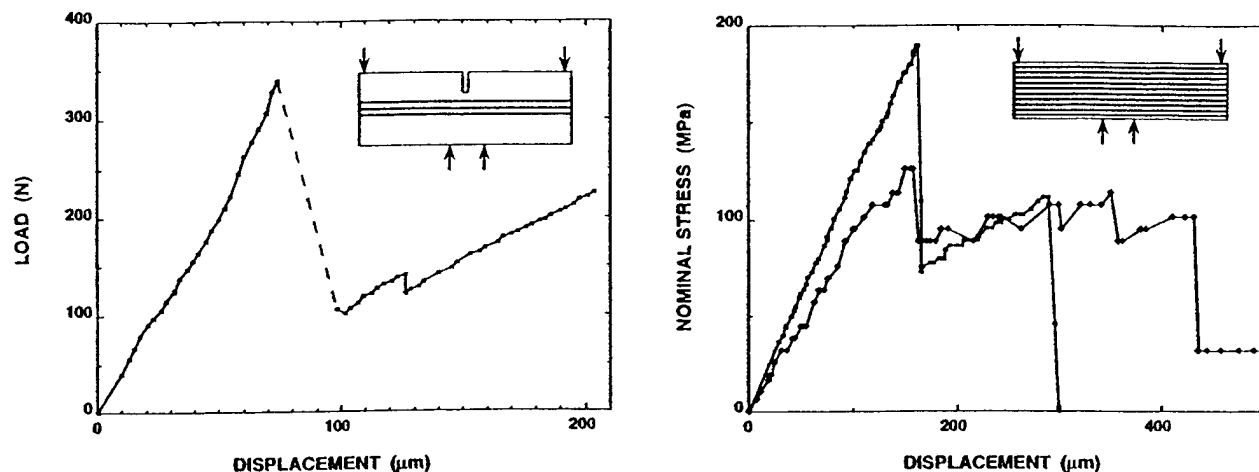 400
300
200
100
0
LOAD (N)
0 100 200
DISPLACEMENT (μm)
200
100
0
NOMINAL STRESS (MPa)
0 200 400
DISPLACEMENT (μm)